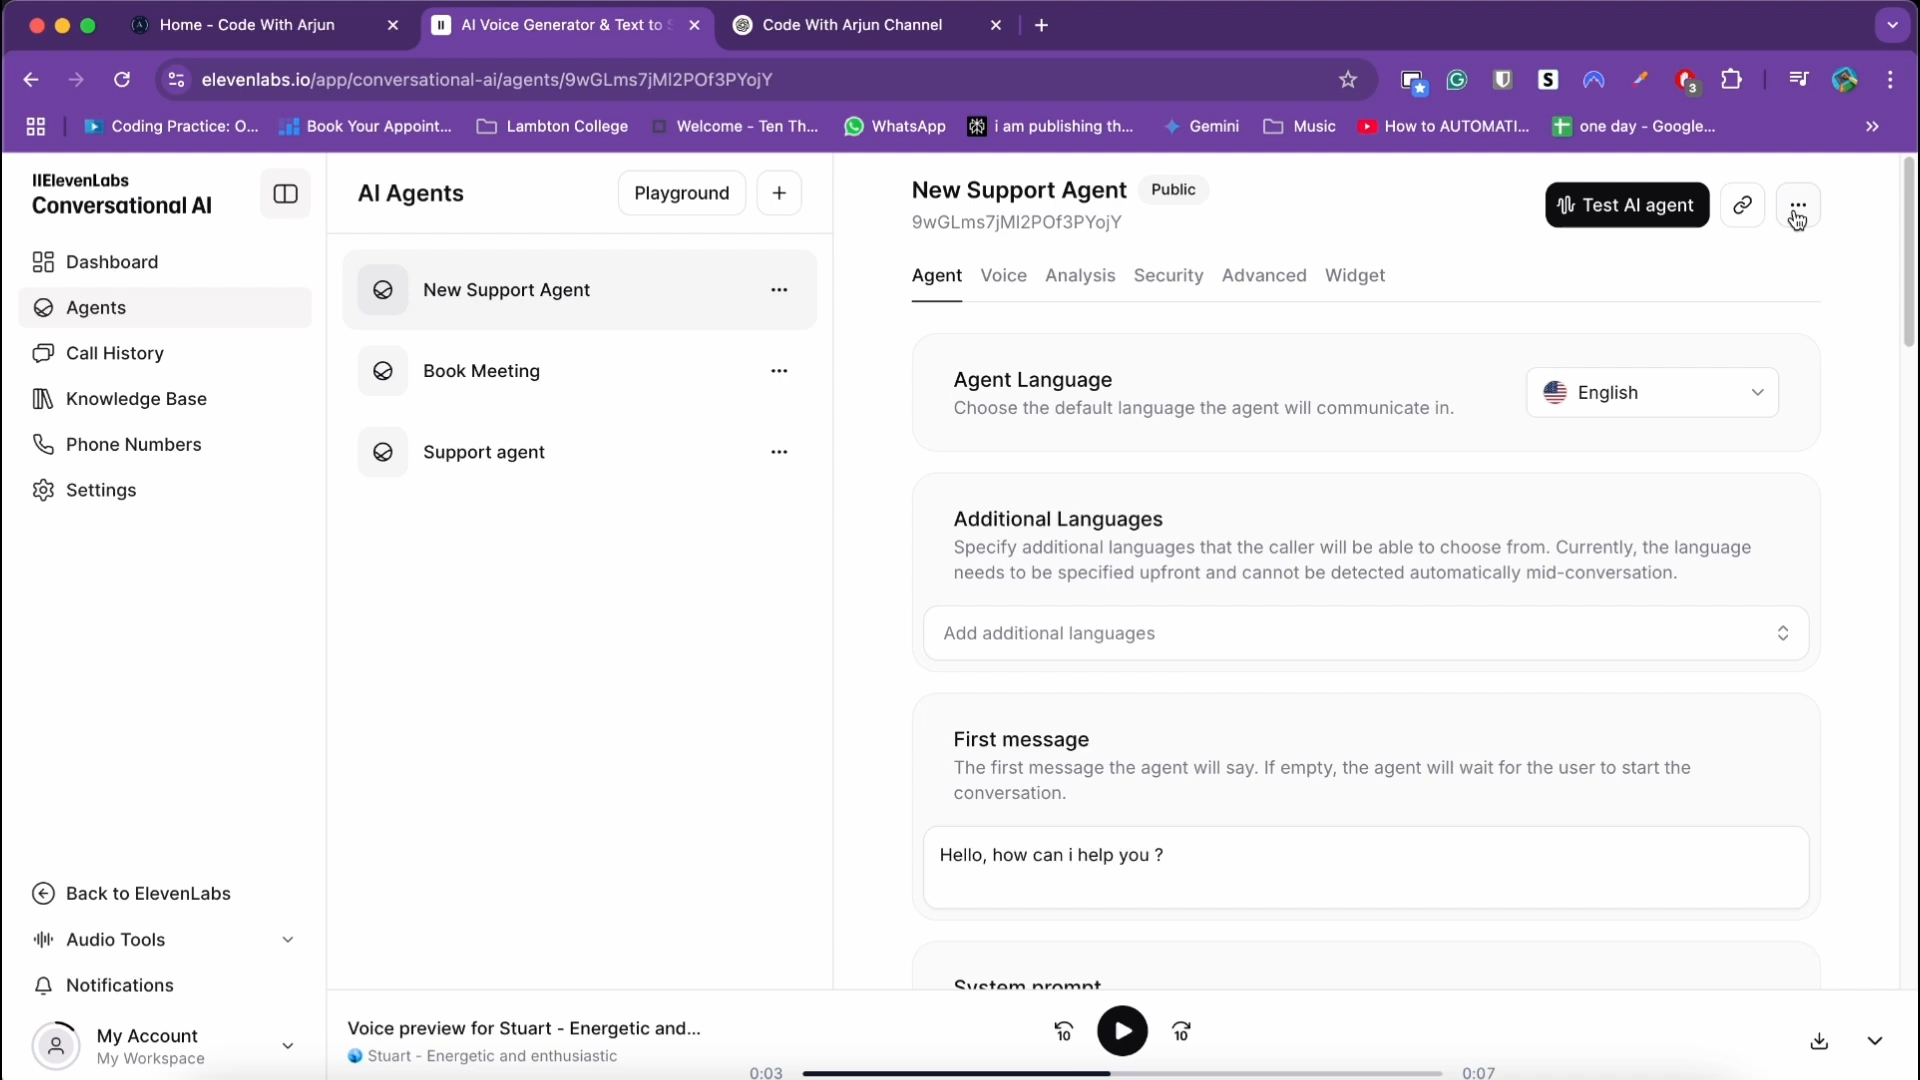 Home - Code With Arjun
AI Voice Generator & Text to
Code With Arjun Channel
elevenlabs.io/app/conversational-ai/agents/9wGLms7jMI2POf3PYojY
3
Coding Practice: O...
Book Your Appoint...
Lambton College
Welcome - Ten Th...
WhatsApp
i am publishing th...
Gemini
Music
How to AUTOMATI...
one day - Google...
IIElevenLabs
Conversational AI
Dashboard
Agents
Call History
Knowledge Base
Phone Numbers
Settings
Back to ElevenLabs
Audio Tools
Notifications
My Account
My Workspace
AI Agents
Playground
New Support Agent
Book Meeting
Support agent
New Support Agent
Public
9wGLms7jMI2POf3PYojY
Test AI agent
Agent
Voice
Analysis
Security
Advanced
Widget
Agent Language
Choose the default language the agent will communicate in.
English
Additional Languages
Specify additional languages that the caller will be able to choose from. Currently, the language
needs to be specified upfront and cannot be detected automatically mid-conversation.
Add additional languages
First message
The first message the agent will say. If empty, the agent will wait for the user to start the
conversation.
Hello, how can i help you ?
System prompt
Voice preview for Stuart - Energetic and...
Stuart - Energetic and enthusiastic
10
10
0:03
0:07